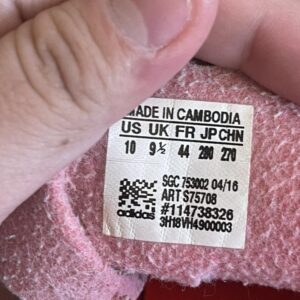 MADE IN CAMBODIA
US UK FR JP CHN
10 9½ 44 280 270
SGC 753002 04/16
ART S75708
#114738326
adidas 3H18VH4900003